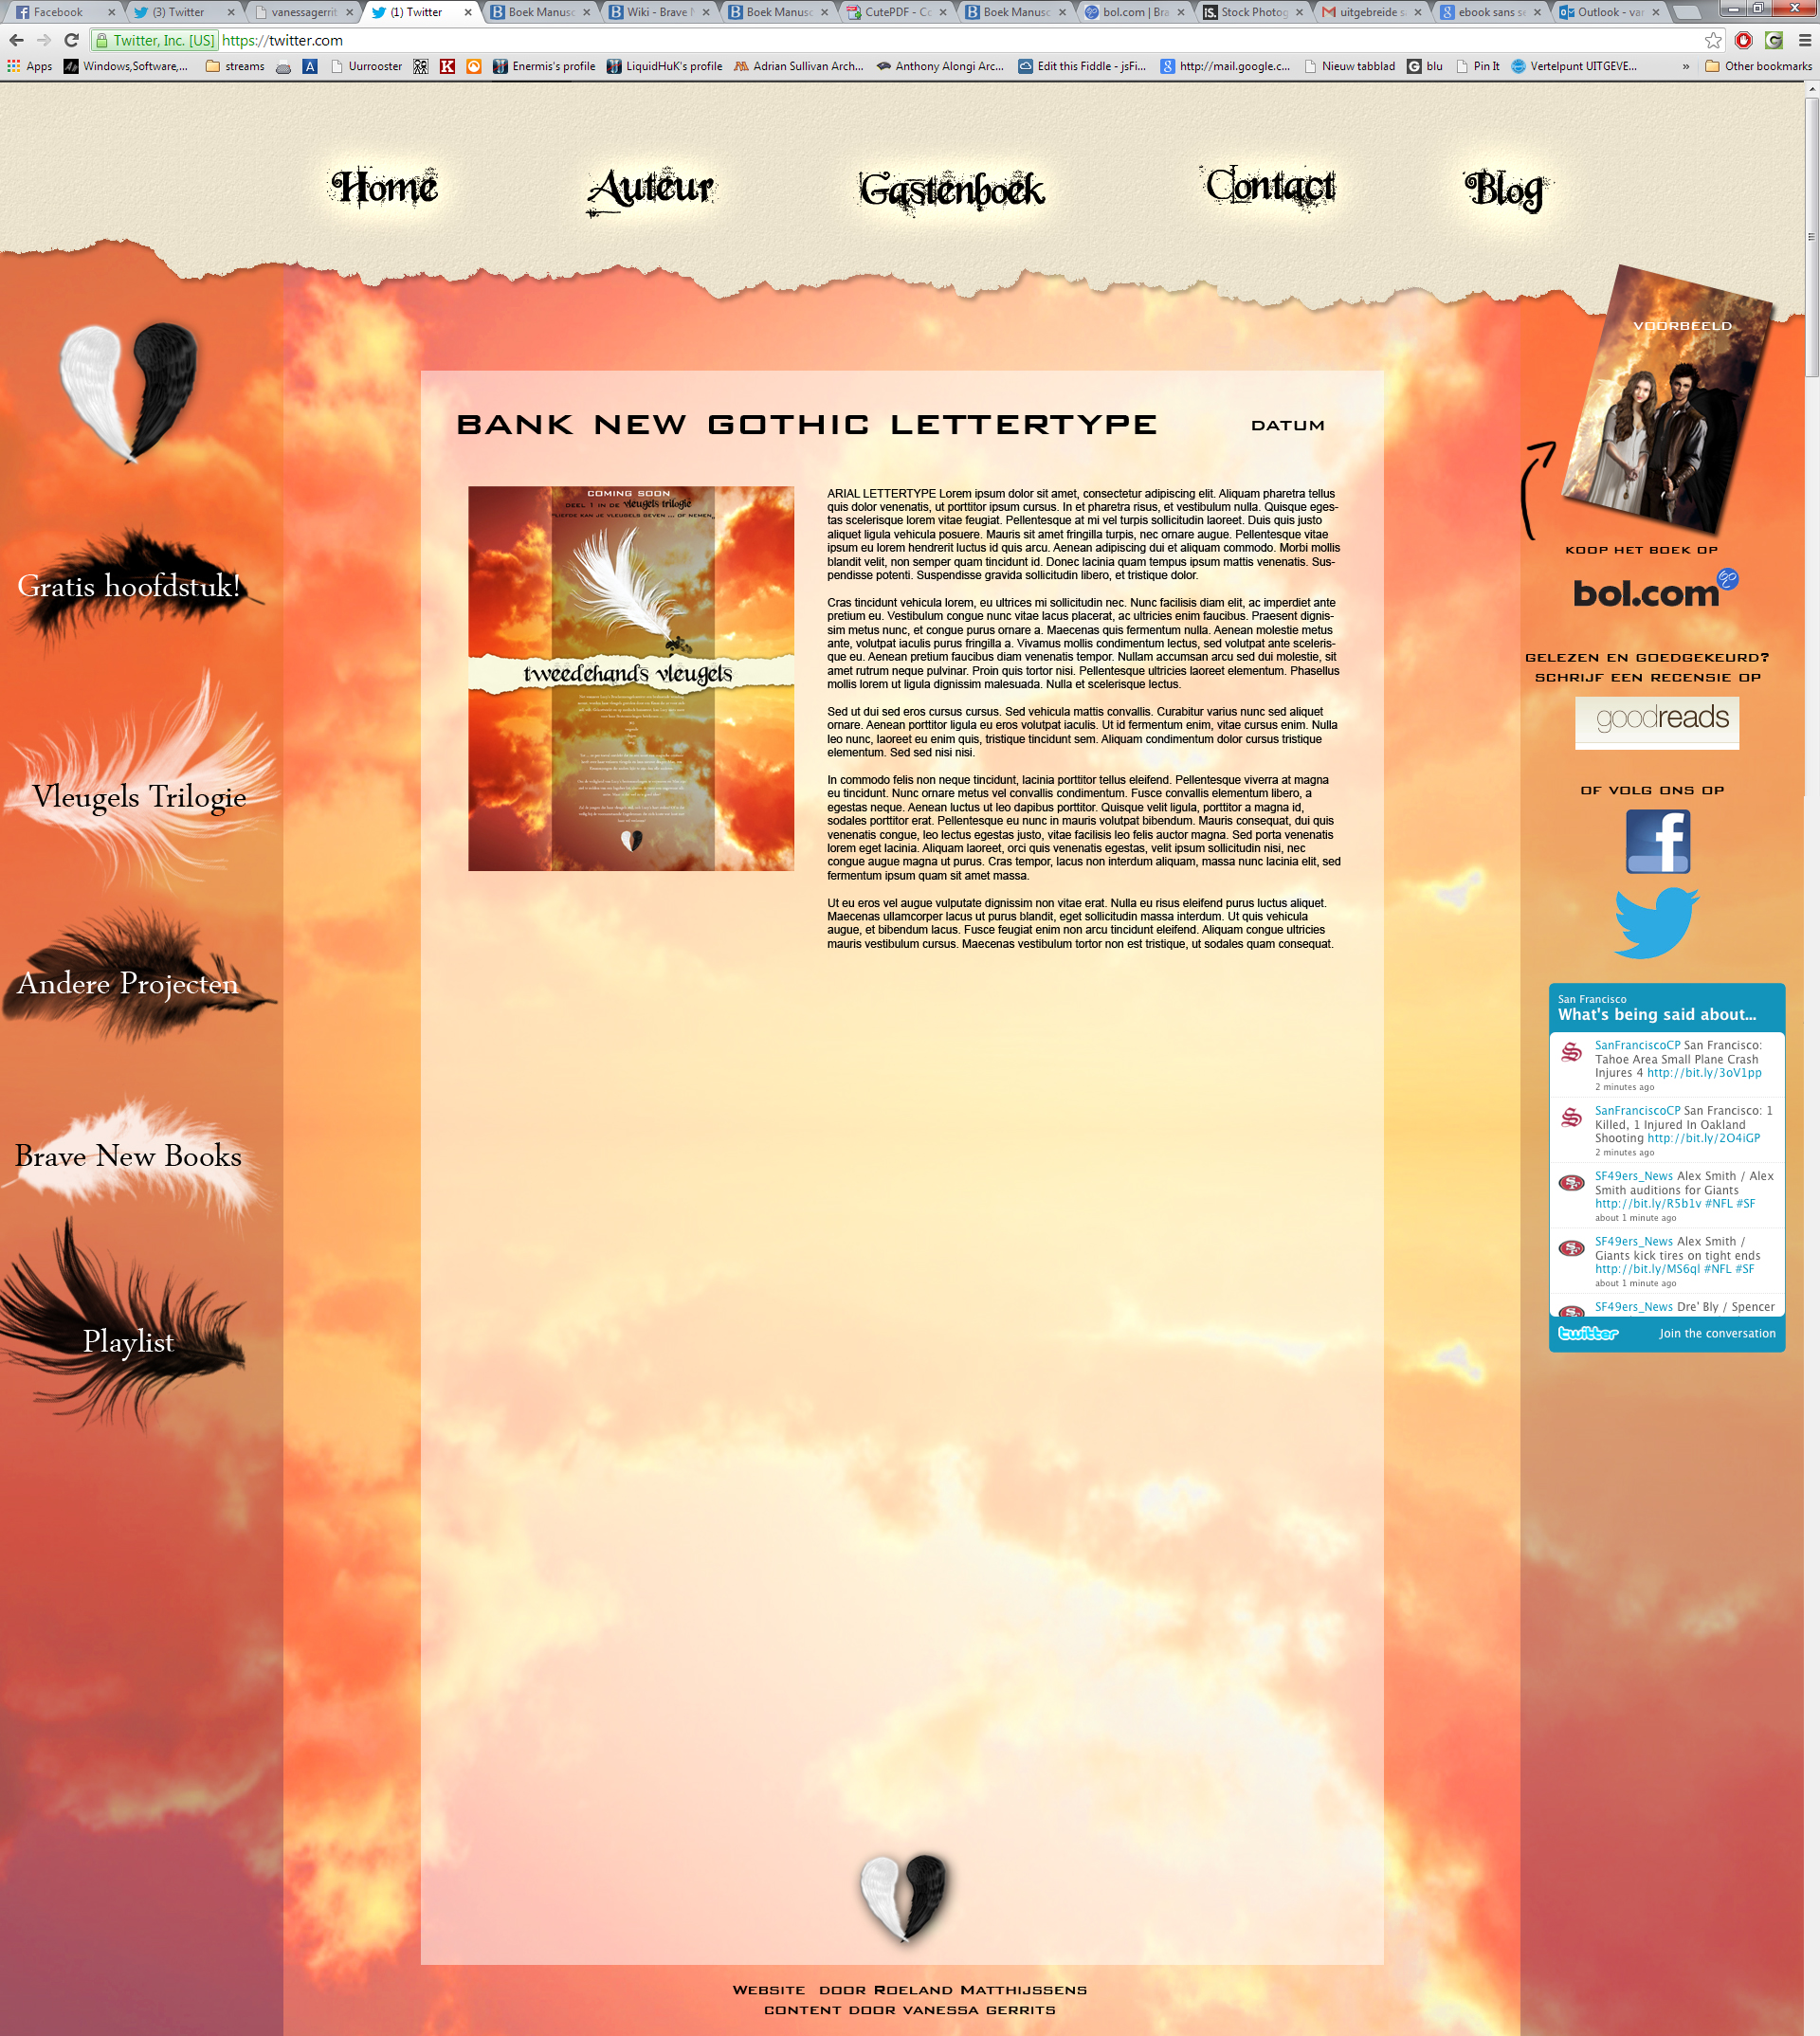 Facebook
(3) Twitter
vanessagerrit
(1) Twitter
Boek Manusc
Wiki - Brave N
Boek Manusc
CutePDF - Co
Boek Manusc
bol.com | Bra
Stock Photog
uitgebreide s
ebook sans se
Outlook - var
Twitter, Inc. [US] https://twitter.com
Apps
Windows,Software,...
streams
Uurrooster
Enermis's profile
LiquidHuK's profile
Adrian Sullivan Arch...
Anthony Alongi Arc...
Edit this Fiddle - jsFi...
http://mail.google.c...
Nieuw tabblad
blu
Pin It
Vertelpunt UITGEVE...
Other bookmarks
Home
Auteur
Gastenboek
Contact
Blog
Gratis hoofdstuk!
Vleugels Trilogie
Andere Projecten
Brave New Books
Playlist
BANK NEW GOTHIC LETTERTYPE
DATUM
COMING SOON
DEEL 1 IN DE vleugels trilogie
"LIEFDE KAN JE VLEUGELS GEVEN ... OF NEMEN"
tweedehands vleugels
ARIAL LETTERTYPE Lorem ipsum dolor sit amet, consectetur adipiscing elit. Aliquam pharetra tellus
quis dolor venenatis, ut porttitor ipsum cursus. In et pharetra risus, et vestibulum nulla. Quisque eges-
tas scelerisque lorem vitae feugiat. Pellentesque at mi vel turpis sollicitudin laoreet. Duis quis justo
aliquet ligula vehicula posuere. Mauris sit amet fringilla turpis, nec ornare augue. Pellentesque vitae
ipsum eu lorem hendrerit luctus id quis arcu. Aenean adipiscing dui et aliquam commodo. Morbi mollis
blandit velit, non semper quam tincidunt id. Donec lacinia quam tempus ipsum mattis venenatis. Sus-
pendisse potenti. Suspendisse gravida sollicitudin libero, et tristique dolor.
Cras tincidunt vehicula lorem, eu ultrices mi sollicitudin nec. Nunc facilisis diam elit, ac imperdiet ante
pretium eu. Vestibulum congue nunc vitae lacus placerat, ac ultricies enim faucibus. Praesent dignis-
sim metus nunc, et congue purus ornare a. Maecenas quis fermentum nulla. Aenean molestie metus
ante, volutpat iaculis purus fringilla a. Vivamus mollis condimentum lectus, sed volutpat ante sceleris-
que eu. Aenean pretium faucibus diam venenatis tempor. Nullam accumsan arcu sed dui molestie, sit
amet rutrum neque pulvinar. Proin quis tortor nisi. Pellentesque ultricies laoreet elementum. Phasellus
mollis lorem ut ligula dignissim malesuada. Nulla et scelerisque lectus.
Sed ut dui sed eros cursus cursus. Sed vehicula mattis convallis. Curabitur varius nunc sed aliquet
ornare. Aenean porttitor ligula eu eros volutpat iaculis. Ut id fermentum enim, vitae cursus enim. Nulla
leo nunc, laoreet eu enim quis, tristique tincidunt sem. Aliquam condimentum dolor cursus tristique
elementum. Sed sed nisi nisi.
In commodo felis non neque tincidunt, lacinia porttitor tellus eleifend. Pellentesque viverra at magna
eu tincidunt. Nunc ornare metus vel convallis condimentum. Fusce convallis elementum libero, a
egestas neque. Aenean luctus ut leo dapibus porttitor. Quisque velit ligula, porttitor a magna id,
sodales porttitor erat. Pellentesque eu nunc in mauris volutpat bibendum. Mauris consequat, dui quis
venenatis congue, leo lectus egestas justo, vitae facilisis leo felis auctor magna. Sed porta venenatis
lorem eget lacinia. Aliquam laoreet, orci quis venenatis egestas, velit ipsum sollicitudin nisi, nec
congue augue magna ut purus. Cras tempor, lacus non interdum aliquam, massa nunc lacinia elit, sed
fermentum ipsum quam sit amet massa.
Ut eu eros vel augue vulputate dignissim non vitae erat. Nulla eu risus eleifend purus luctus aliquet.
Maecenas ullamcorper lacus ut purus blandit, eget sollicitudin massa interdum. Ut quis vehicula
augue, et bibendum lacus. Fusce feugiat enim non arcu tincidunt eleifend. Aliquam congue ultricies
mauris vestibulum cursus. Maecenas vestibulum tortor non est tristique, ut sodales quam consequat.
VOORBEELD
KOOP HET BOEK OP
bol.com
GELEZEN EN GOEDGEKEURD?
SCHRIJF EEN RECENSIE OP
goodreads
OF VOLG ONS OP
San Francisco
What's being said about...
SanFranciscoCP San Francisco:
Tahoe Area Small Plane Crash
Injures 4 http://bit.ly/3oV1pp
2 minutes ago
SanFranciscoCP San Francisco: 1
Killed, 1 Injured In Oakland
Shooting http://bit.ly/2O4iGP
2 minutes ago
SF49ers_News Alex Smith / Alex
Smith auditions for Giants
http://bit.ly/R5b1v #NFL #SF
about 1 minute ago
SF49ers_News Alex Smith /
Giants kick tires on tight ends
http://bit.ly/MS6ql #NFL #SF
about 1 minute ago
SF49ers_News Dre' Bly / Spencer
twitter
Join the conversation
WEBSITE DOOR ROELAND MATTHIJSSENS
CONTENT DOOR VANESSA GERRITS